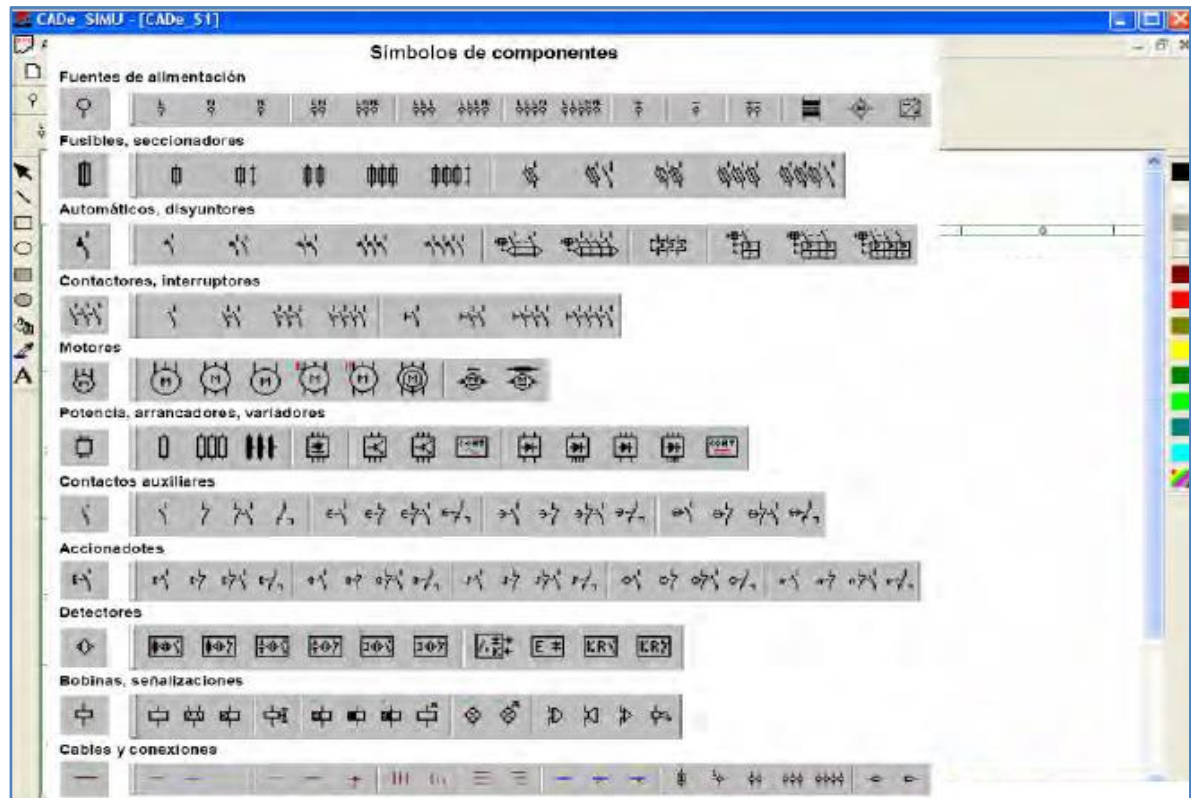 CADe_SIMU - [CADe_S1]
Símbolos de componentes
Fuentes de alimentación
Fusibles, seccionadores
Automáticos, disyuntores
Contactores, interruptores
Motores
Potencia, arrancadores, variadores
Contactos auxiliares
Accionadotes
Detectores
Bobinas, señalizaciones
Cables y conexiones
A